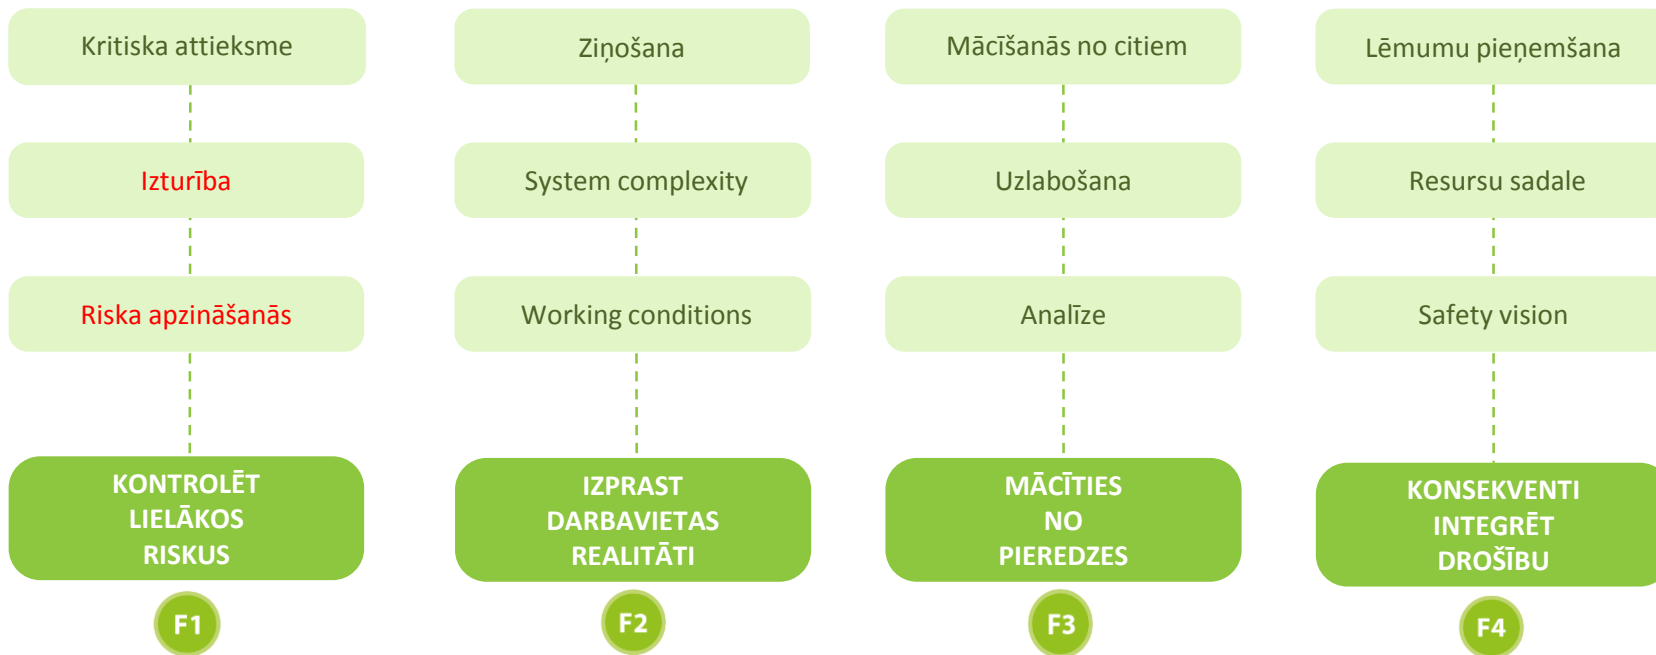 Kritiska attieksme
Izturība
Riska apzināšanās
KONTROLĒT
LIELĀKOS
RISKUS
F1
Ziņošana
System complexity
Working conditions
IZPRAST
DARBAVIETAS
REALITĀTI
F2
Mācīšanās no citiem
Uzlabošana
Analīze
MĀCĪTIES
NO
PIEREDZES
F3
Lēmumu pieņemšana
Resursu sadale
Safety vision
KONSEKVENTI
INTEGRĒT
DROŠĪBU
F4